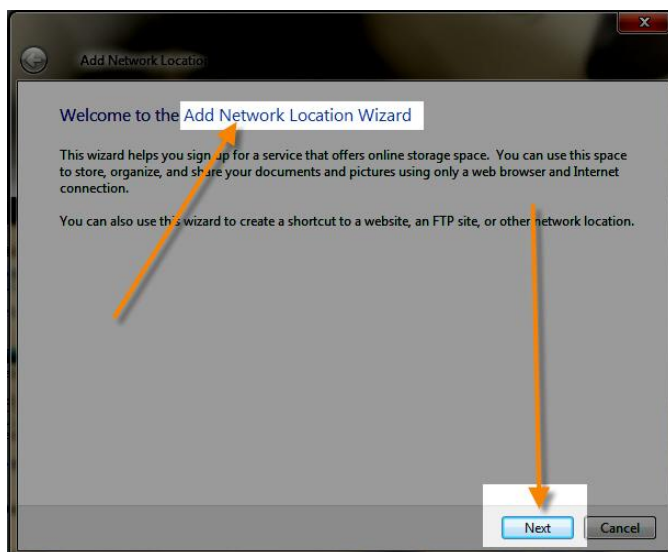 Add Network Location
Welcome to the Add Network Location Wizard
This wizard helps you sign up for a service that offers online storage space.  You can use this space
to store, organize, and share your documents and pictures using only a web browser and Internet
connection.
You can also use this wizard to create a shortcut to a website, an FTP site, or other network location.
Next
Cancel